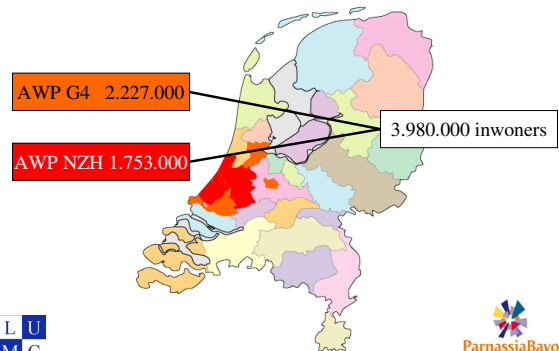 AWP G4 2.227.000
3.980.000 inwoners
AWP NZH 1.753.000
L U
M C
ParnassiaBavo